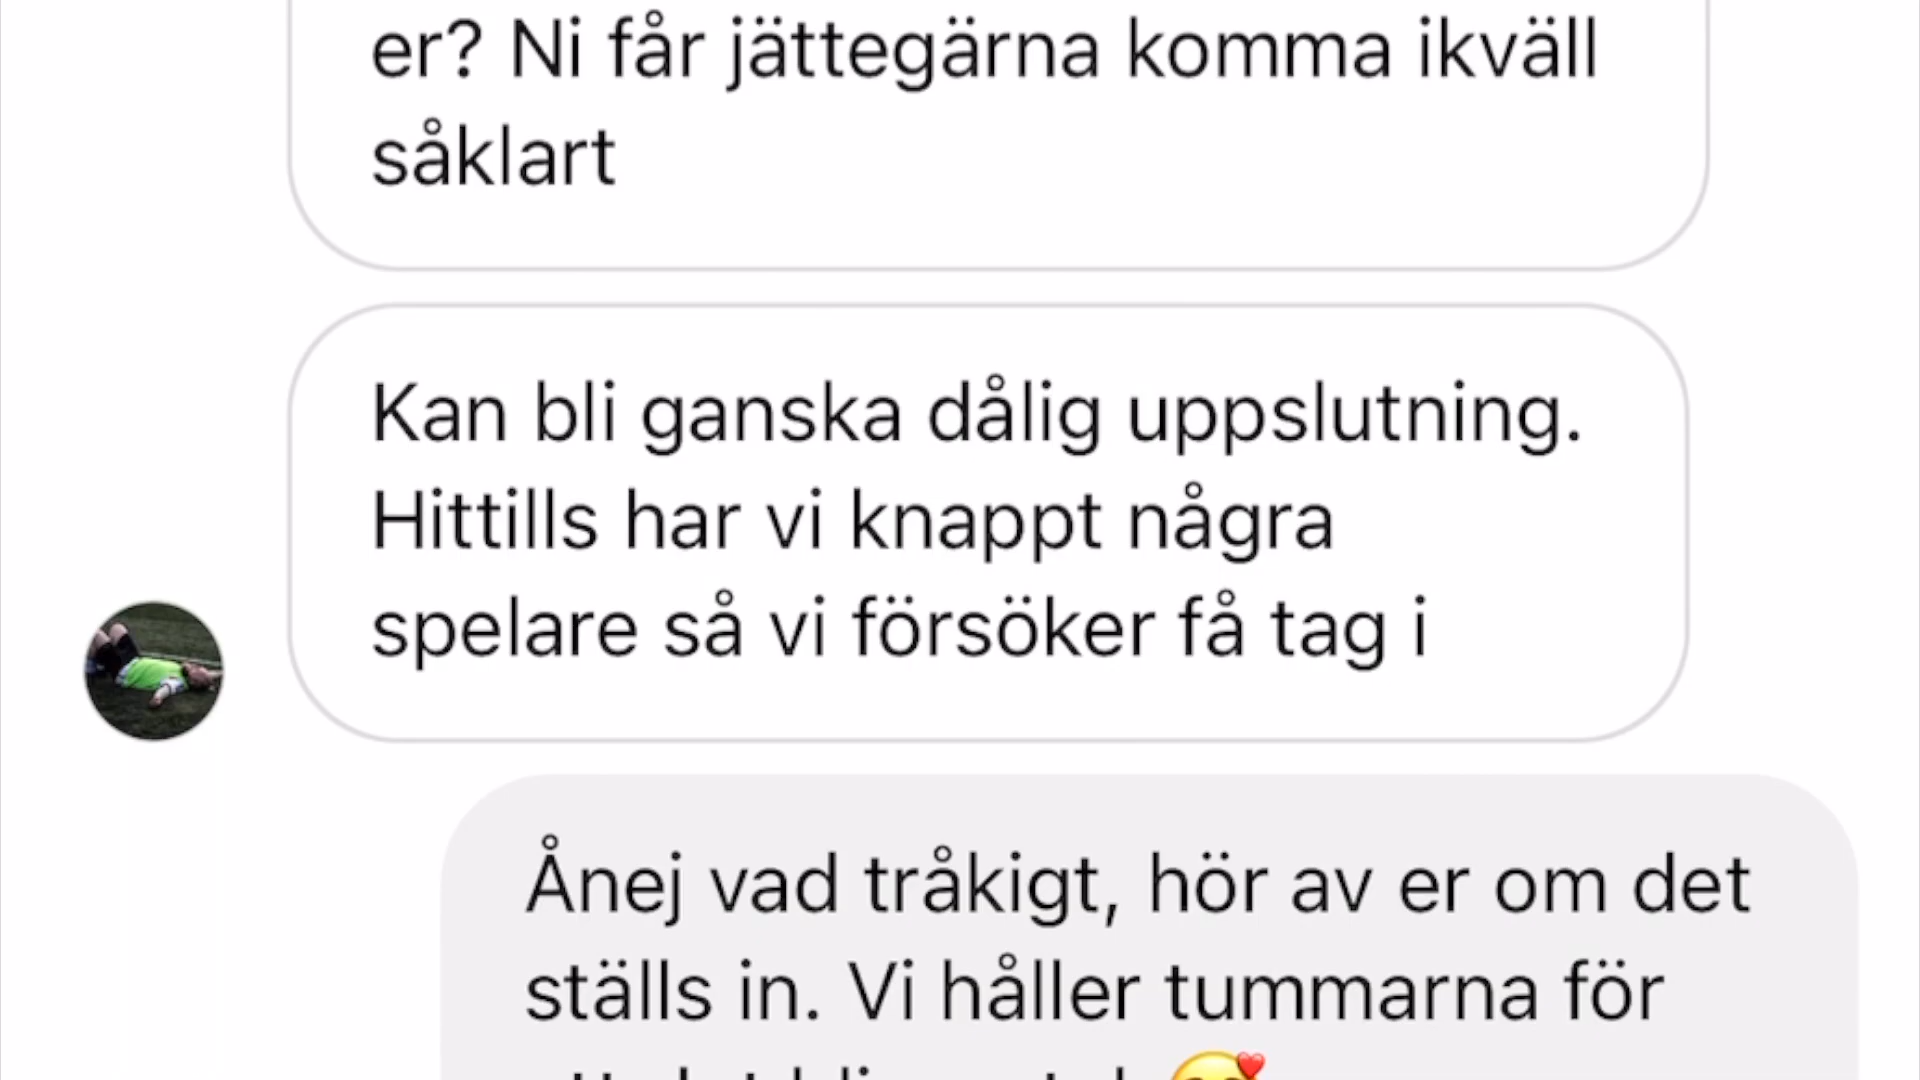 er? Ni får jättegärna komma ikväll
såklart
Kan bli ganska dålig uppslutning.
Hittills har vi knappt några
spelare så vi försöker få tag i
Ånej vad tråkigt, hör av er om det
ställs in. Vi håller tummarna för